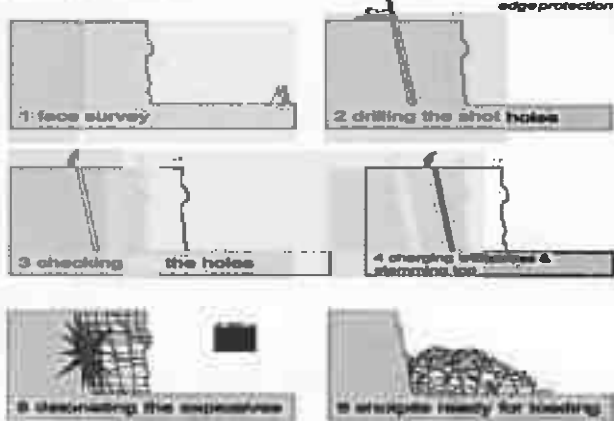 edge protection
1 face survey
2 drilling the shot holes
3 checking the holes
4 charging
stemming top
detonating the explosives
ready for loading